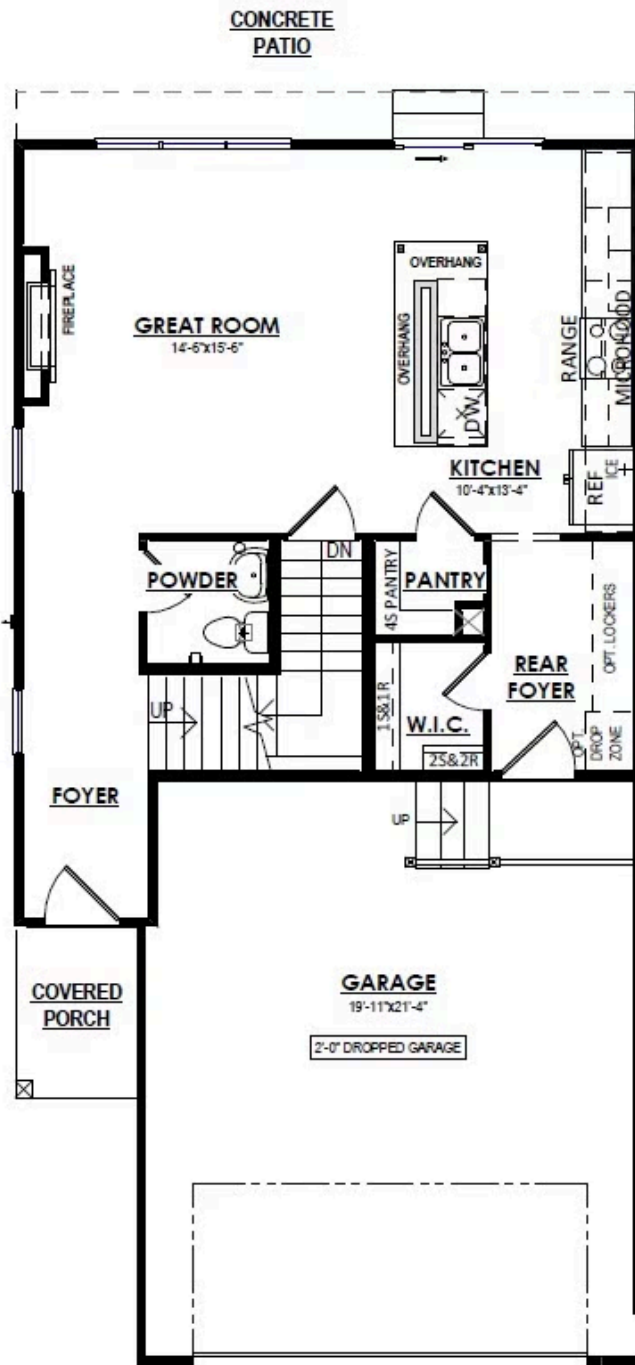 CONCRETE
PATIO
OVERHANG
OVERHANG
FIREPLACE
GREAT ROOM
14'-6"x15'-6"
RANGE
MICROHOOD
DW
KITCHEN
10'-4"x13'-4"
REF
ICE
DN
POWDER
4S PANTRY
PANTRY
OPT. LOCKERS
REAR
FOYER
UP
1S&1R
W.I.C.
2S&2R
OPT.
DROP
ZONE
FOYER
UP
COVERED
PORCH
GARAGE
19'-11"x21'-4"
2'-0" DROPPED GARAGE